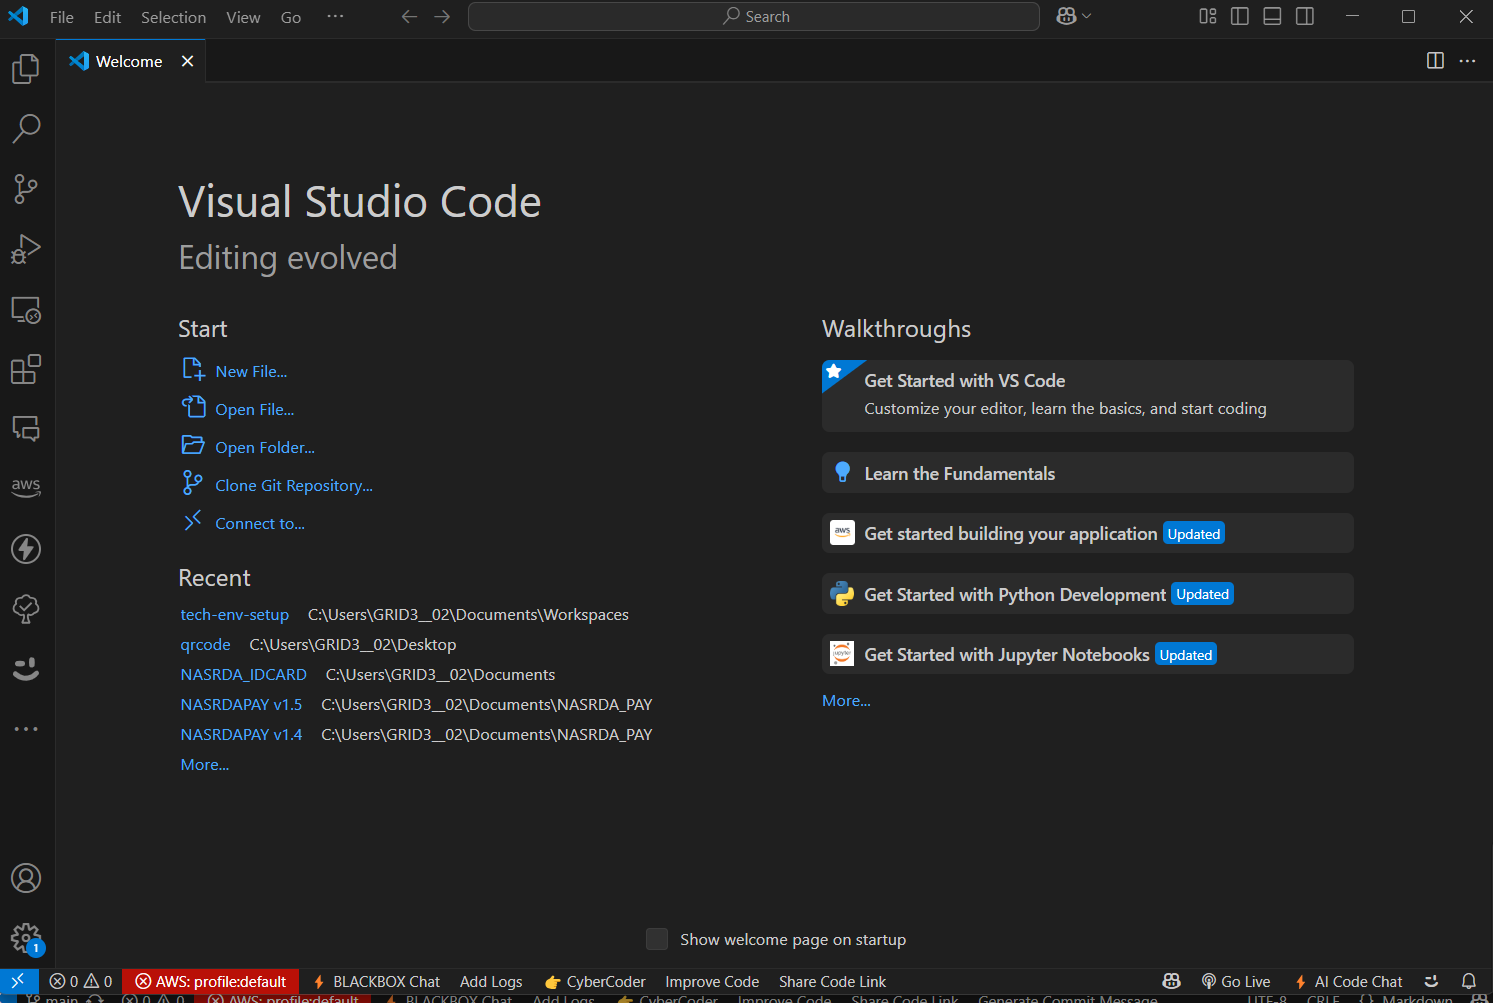 File Edit Selection View Go ··· Search
Welcome
Visual Studio Code
Editing evolved
Start
New File...
Open File...
Open Folder...
Clone Git Repository...
Connect to...
Recent
tech-env-setup C:\Users\GRID3__02\Documents\Workspaces
qrcode C:\Users\GRID3__02\Desktop
NASRDA_IDCARD C:\Users\GRID3__02\Documents
NASRDAPAY v1.5 C:\Users\GRID3__02\Documents\NASRDA_PAY
NASRDAPAY v1.4 C:\Users\GRID3__02\Documents\NASRDA_PAY
More...
Walkthroughs
Get Started with VS Code
Customize your editor, learn the basics, and start coding
Learn the Fundamentals
aws Get started building your application Updated
Get Started with Python Development Updated
jupyter Get Started with Jupyter Notebooks Updated
More...
aws
1
Show welcome page on startup
0 0 AWS: profile:default BLACKBOX Chat Add Logs CyberCoder Improve Code Share Code Link Go Live AI Code Chat
main 0 0 AWS: profile:default BLACKBOX Chat Add Logs CyberCoder Improve Code Share Code Link Generate Commit Message UTF-8 CRLF {} Markdown